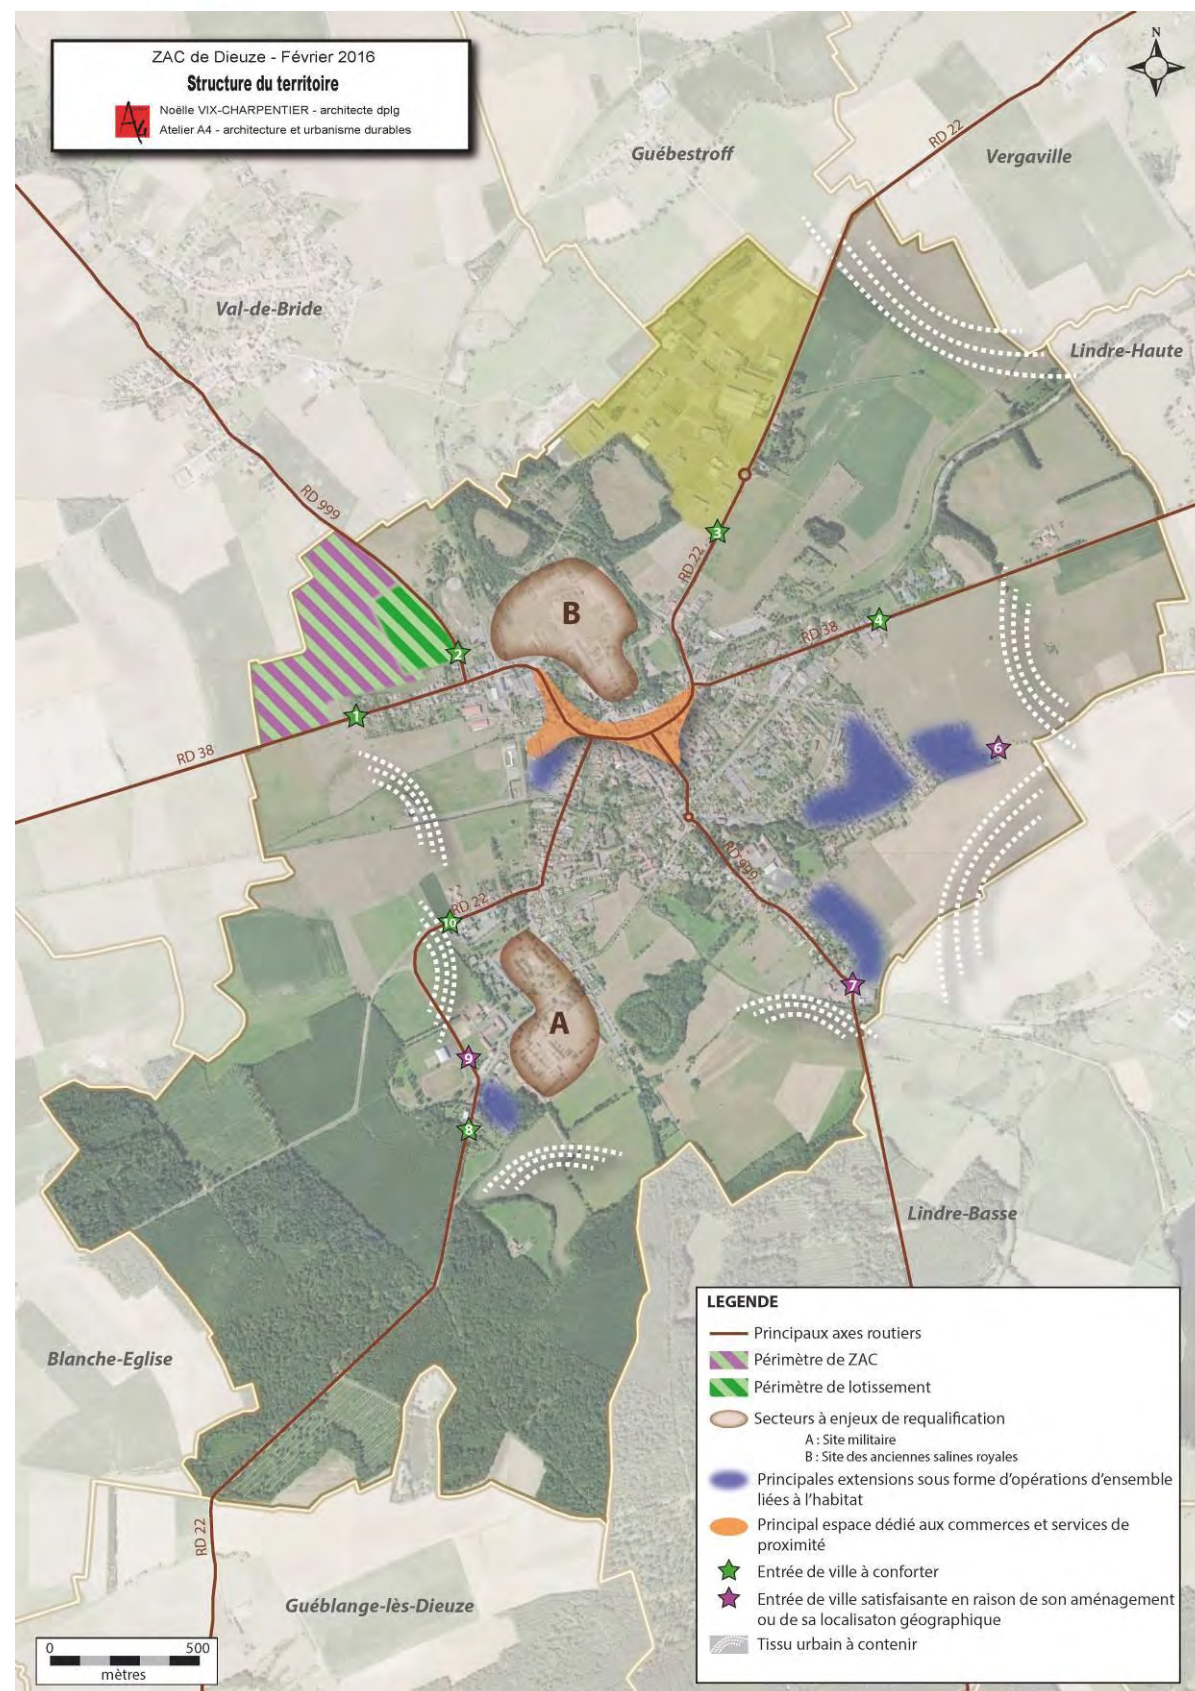 ZAC de Dieuze - Février 2016
Structure du territoire
Noëlle VIX-CHARPENTIER - architecte dplg
Atelier A4 - architecture et urbanisme durables
A4
N
RD 22
Guébestroff
Vergaville
Val-de-Bride
Lindre-Haute
RD 999
3
RD 22
B
4
RD 38
2
1
RD 38
6
RD 999
RD 22
10
7
A
9
8
Lindre-Basse
Blanche-Eglise
RD 22
Guéblange-lès-Dieuze
LEGENDE
Principaux axes routiers
Périmètre de ZAC
Périmètre de lotissement
Secteurs à enjeux de requalification
A : Site militaire
B : Site des anciennes salines royales
Principales extensions sous forme d'opérations d'ensemble
liées à l'habitat
Principal espace dédié aux commerces et services de
proximité
Entrée de ville à conforter
Entrée de ville satisfaisante en raison de son aménagement
ou de sa localisaton géographique
Tissu urbain à contenir
0 500
mètres